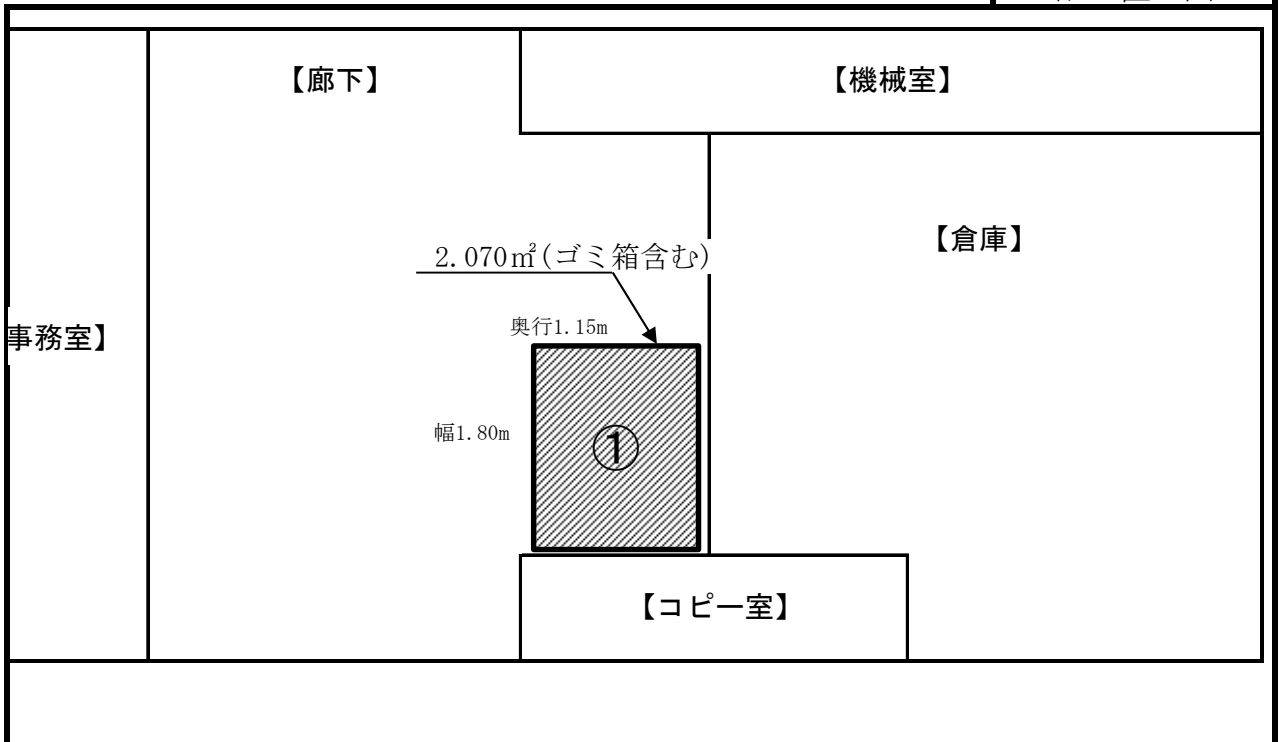 【廊下】
【機械室】
【倉庫】
2.070㎡(ゴミ箱含む)
奥行1.15m
事務室】
幅1.80m
①
【コピー室】